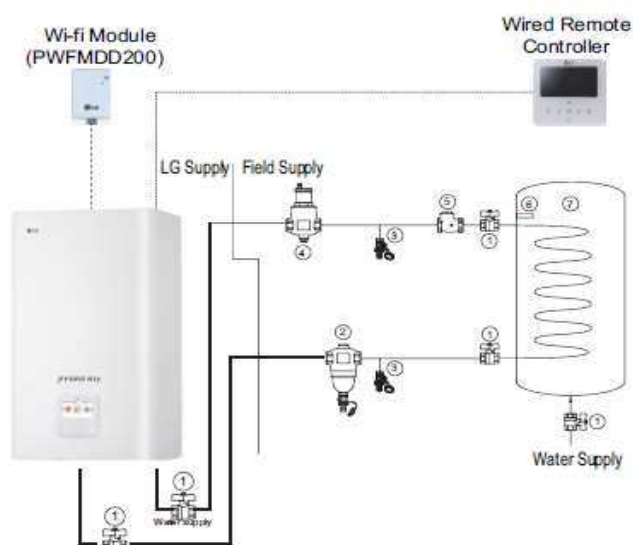 Wi-fi Module
(PWFMDD200)
Wired Remote
Controller
LG Supply
Field Supply
4
3
5
1
6
7
2
3
1
1
Water Supply
1
Water supply
1